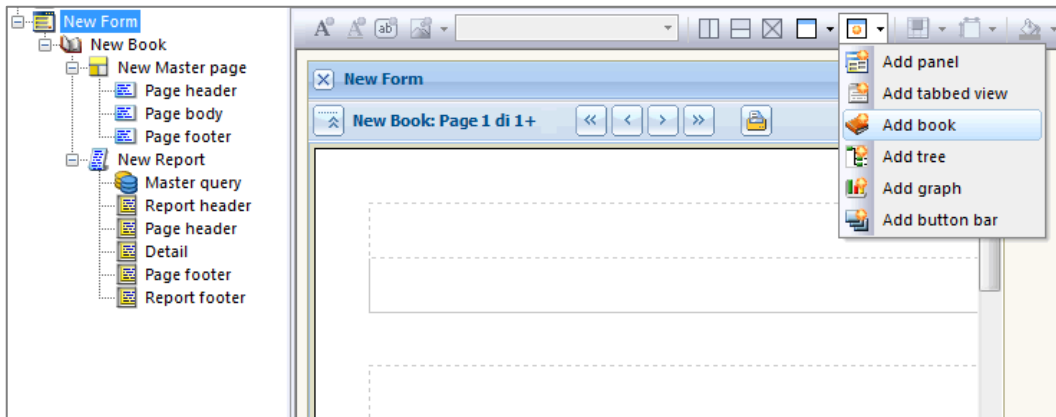 New Form
New Book
New Master page
Page header
Page body
Page footer
New Report
Master query
Report header
Page header
Detail
Page footer
Report footer
A A ab
New Form
New Book: Page 1 di 1+
Add panel
Add tabbed view
Add book
Add tree
Add graph
Add button bar